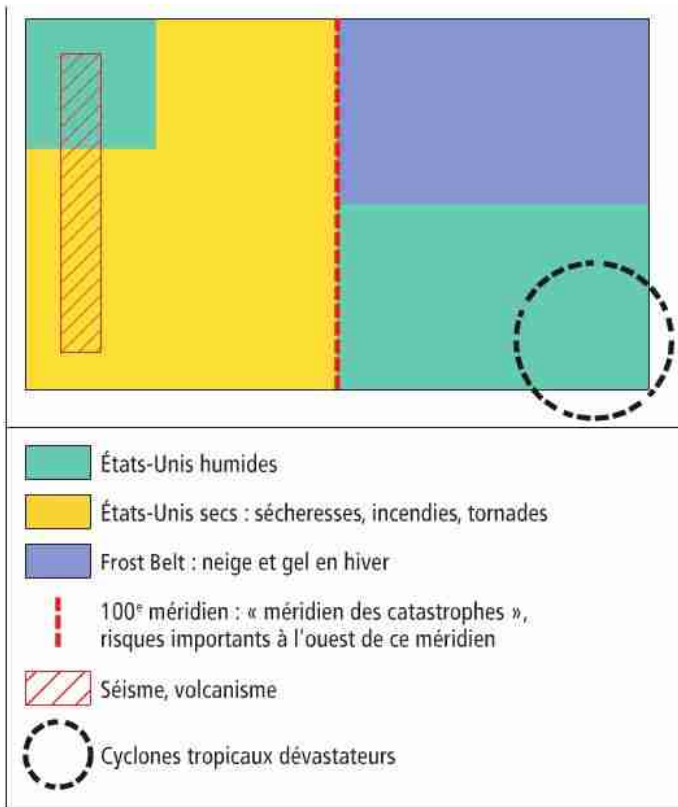 États-Unis humides
États-Unis secs : sécheresses, incendies, tornades
Frost Belt : neige et gel en hiver
100e méridien : « méridien des catastrophes »,
risques importants à l'ouest de ce méridien
Séisme, volcanisme
Cyclones tropicaux dévastateurs